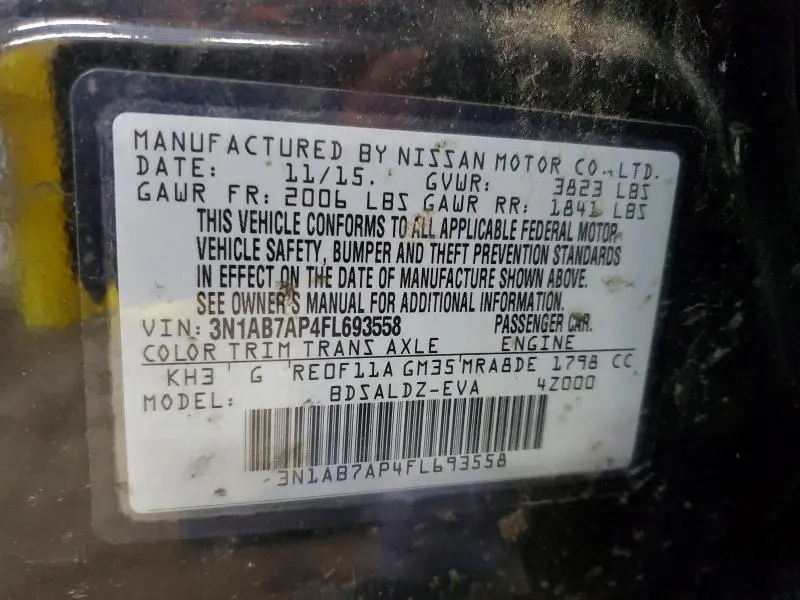 MANUFACTURED BY NISSAN MOTOR CO., LTD.
DATE: 11/15. GVWR: 3823 LBS
GAWR FR: 2006 LBS GAWR RR: 1841 LBS
THIS VEHICLE CONFORMS TO ALL APPLICABLE FEDERAL MOTOR
VEHICLE SAFETY, BUMPER AND THEFT PREVENTION STANDARDS
IN EFFECT ON THE DATE OF MANUFACTURE SHOWN ABOVE.
SEE OWNER'S MANUAL FOR ADDITIONAL INFORMATION.
VIN: 3N1AB7AP4FL693558 PASSENGER CAR.
COLOR TRIM TRANS AXLE ENGINE
KH3 G RE0F11A GM35 MRA8DE 1798 CC
MODEL: BDSALDZ-EVA 4Z000
3N1AB7AP4FL693558